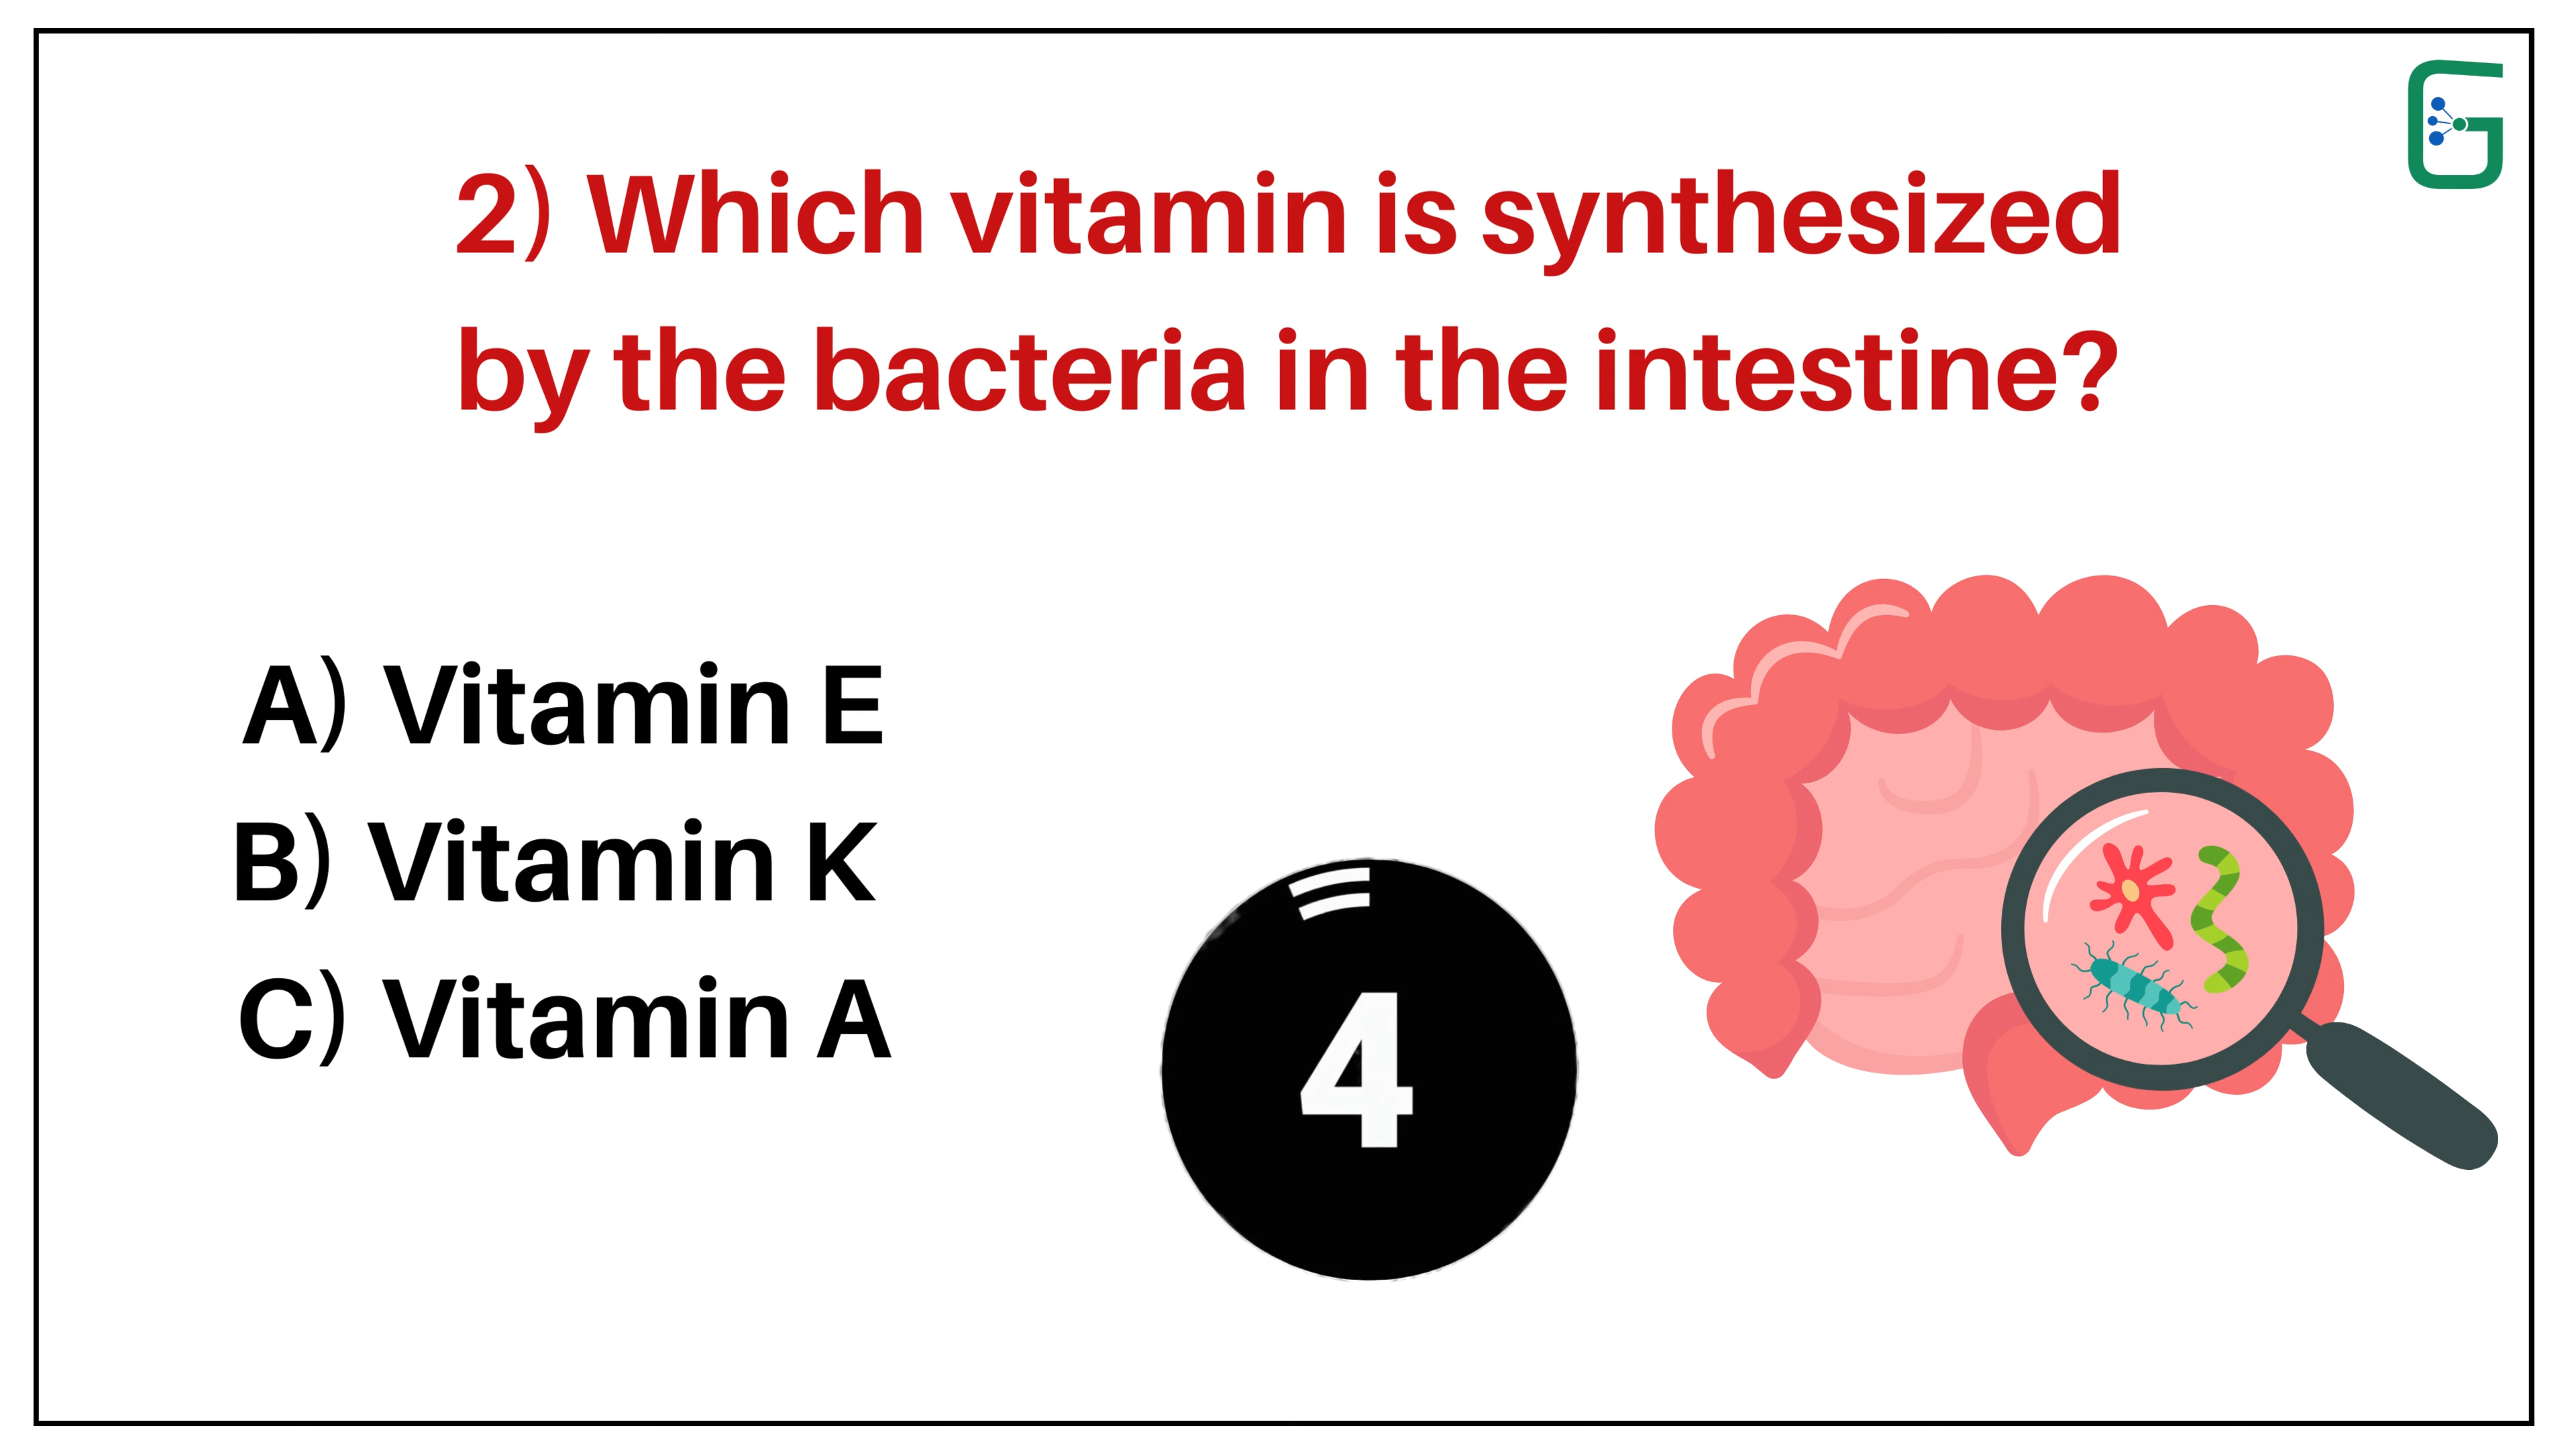 2) Which vitamin is synthesized
by the bacteria in the intestine?
A) Vitamin E
B) Vitamin K
C) Vitamin A
4
G